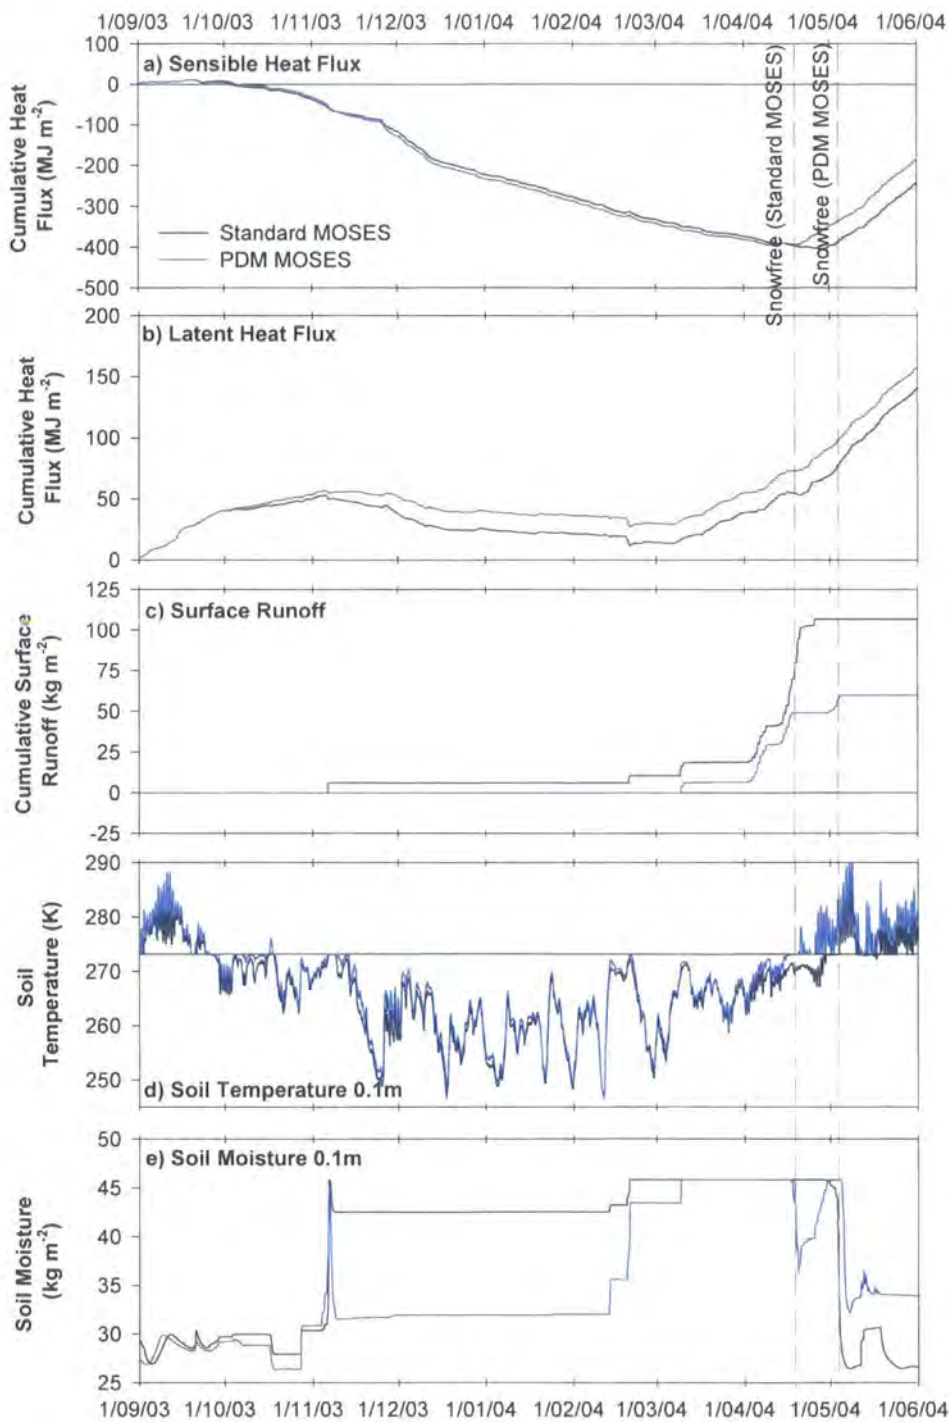 1/09/03 1/10/03 1/11/03 1/12/03 1/01/04 1/02/04 1/03/04 1/04/04 1/05/04 1/06/04
a) Sensible Heat Flux
Cumulative Heat
Flux (MJ m-2)
100
0
-100
-200
-300
-400
-500
Standard MOSES
PDM MOSES
Snowfree (Standard MOSES)
Snowfree (PDM MOSES)
b) Latent Heat Flux
Cumulative Heat
Flux (MJ m-2)
200
150
100
50
0
c) Surface Runoff
Cumulative Surface
Runoff (kg m-2)
125
100
75
50
25
0
-25
Soil
Temperature (K)
290
280
270
260
250
d) Soil Temperature 0.1m
e) Soil Moisture 0.1m
Soil Moisture
(kg m-2)
50
45
40
35
30
25
1/09/03 1/10/03 1/11/03 1/12/03 1/01/04 1/02/04 1/03/04 1/04/04 1/05/04 1/06/04